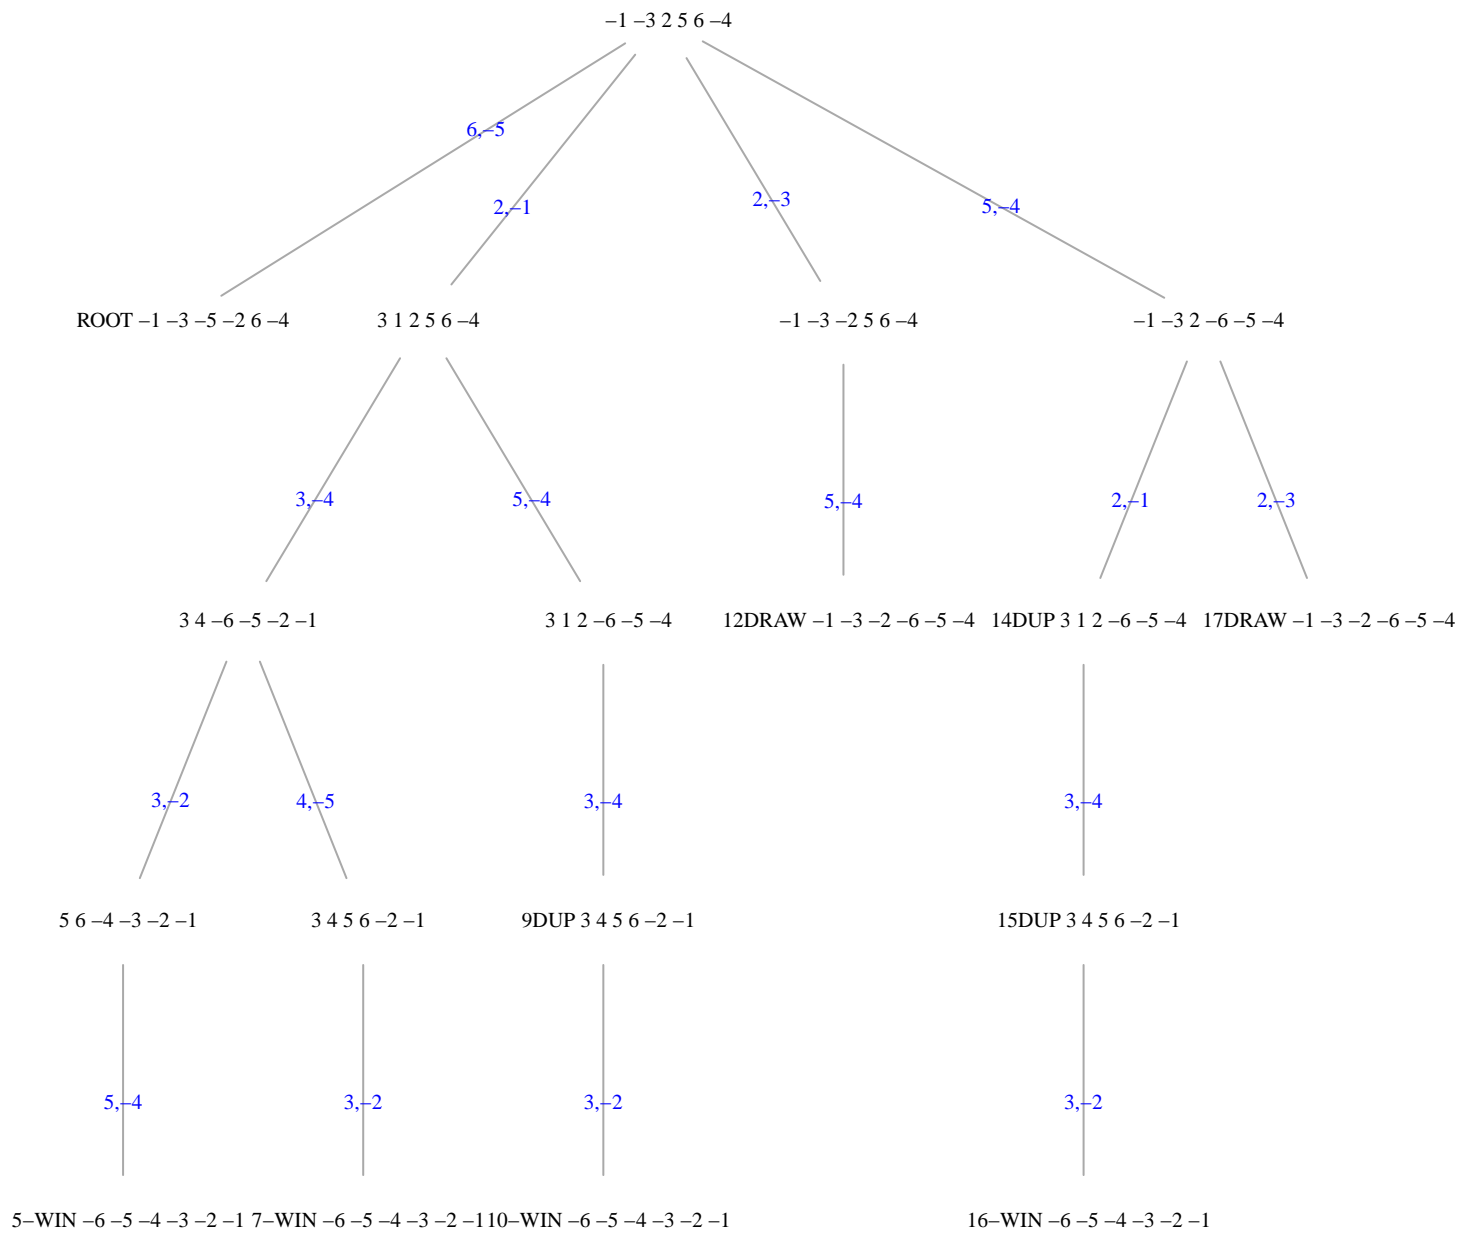 –1 –3 2 5 6 –4
6,–5
2,–1
2,–3
5,–4
ROOT –1 –3 –5 –2 6 –4
3 1 2 5 6 –4
–1 –3 –2 5 6 –4
–1 –3 2 –6 –5 –4
3,–4
5,–4
5,–4
2,–1
2,–3
3 4 –6 –5 –2 –1
3 1 2 –6 –5 –4
12DRAW –1 –3 –2 –6 –5 –4
14DUP 3 1 2 –6 –5 –4
17DRAW –1 –3 –2 –6 –5 –4
3,–2
4,–5
3,–4
3,–4
5 6 –4 –3 –2 –1
3 4 5 6 –2 –1
9DUP 3 4 5 6 –2 –1
15DUP 3 4 5 6 –2 –1
5,–4
3,–2
3,–2
3,–2
5–WIN –6 –5 –4 –3 –2 –1
7–WIN –6 –5 –4 –3 –2 –1
10–WIN –6 –5 –4 –3 –2 –1
16–WIN –6 –5 –4 –3 –2 –1